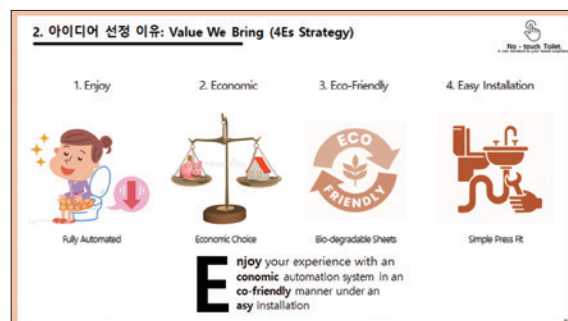 2. 아이디어 선정 이유: Value We Bring (4Es Strategy)
No - touch Toilet,
1. Enjoy
2. Economic
3. Eco-Friendly
4. Easy Installation
ECO
FRIENDLY
Fully Automated
Economic Choice
Bio-degradable Sheets
Simple Press Fit
E
njoy your experience with an
conomic automation system in an
co-friendly manner under an
asy installation